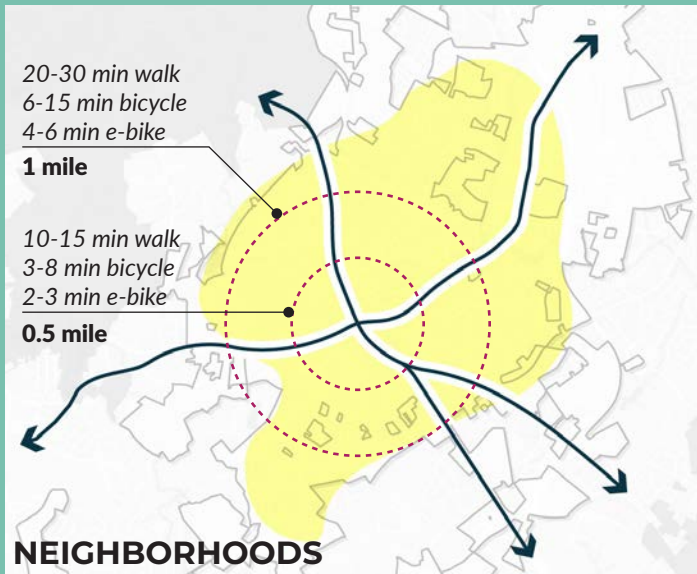 20-30 min walk
6-15 min bicycle
4-6 min e-bike
1 mile
10-15 min walk
3-8 min bicycle
2-3 min e-bike
0.5 mile
NEIGHBORHOODS